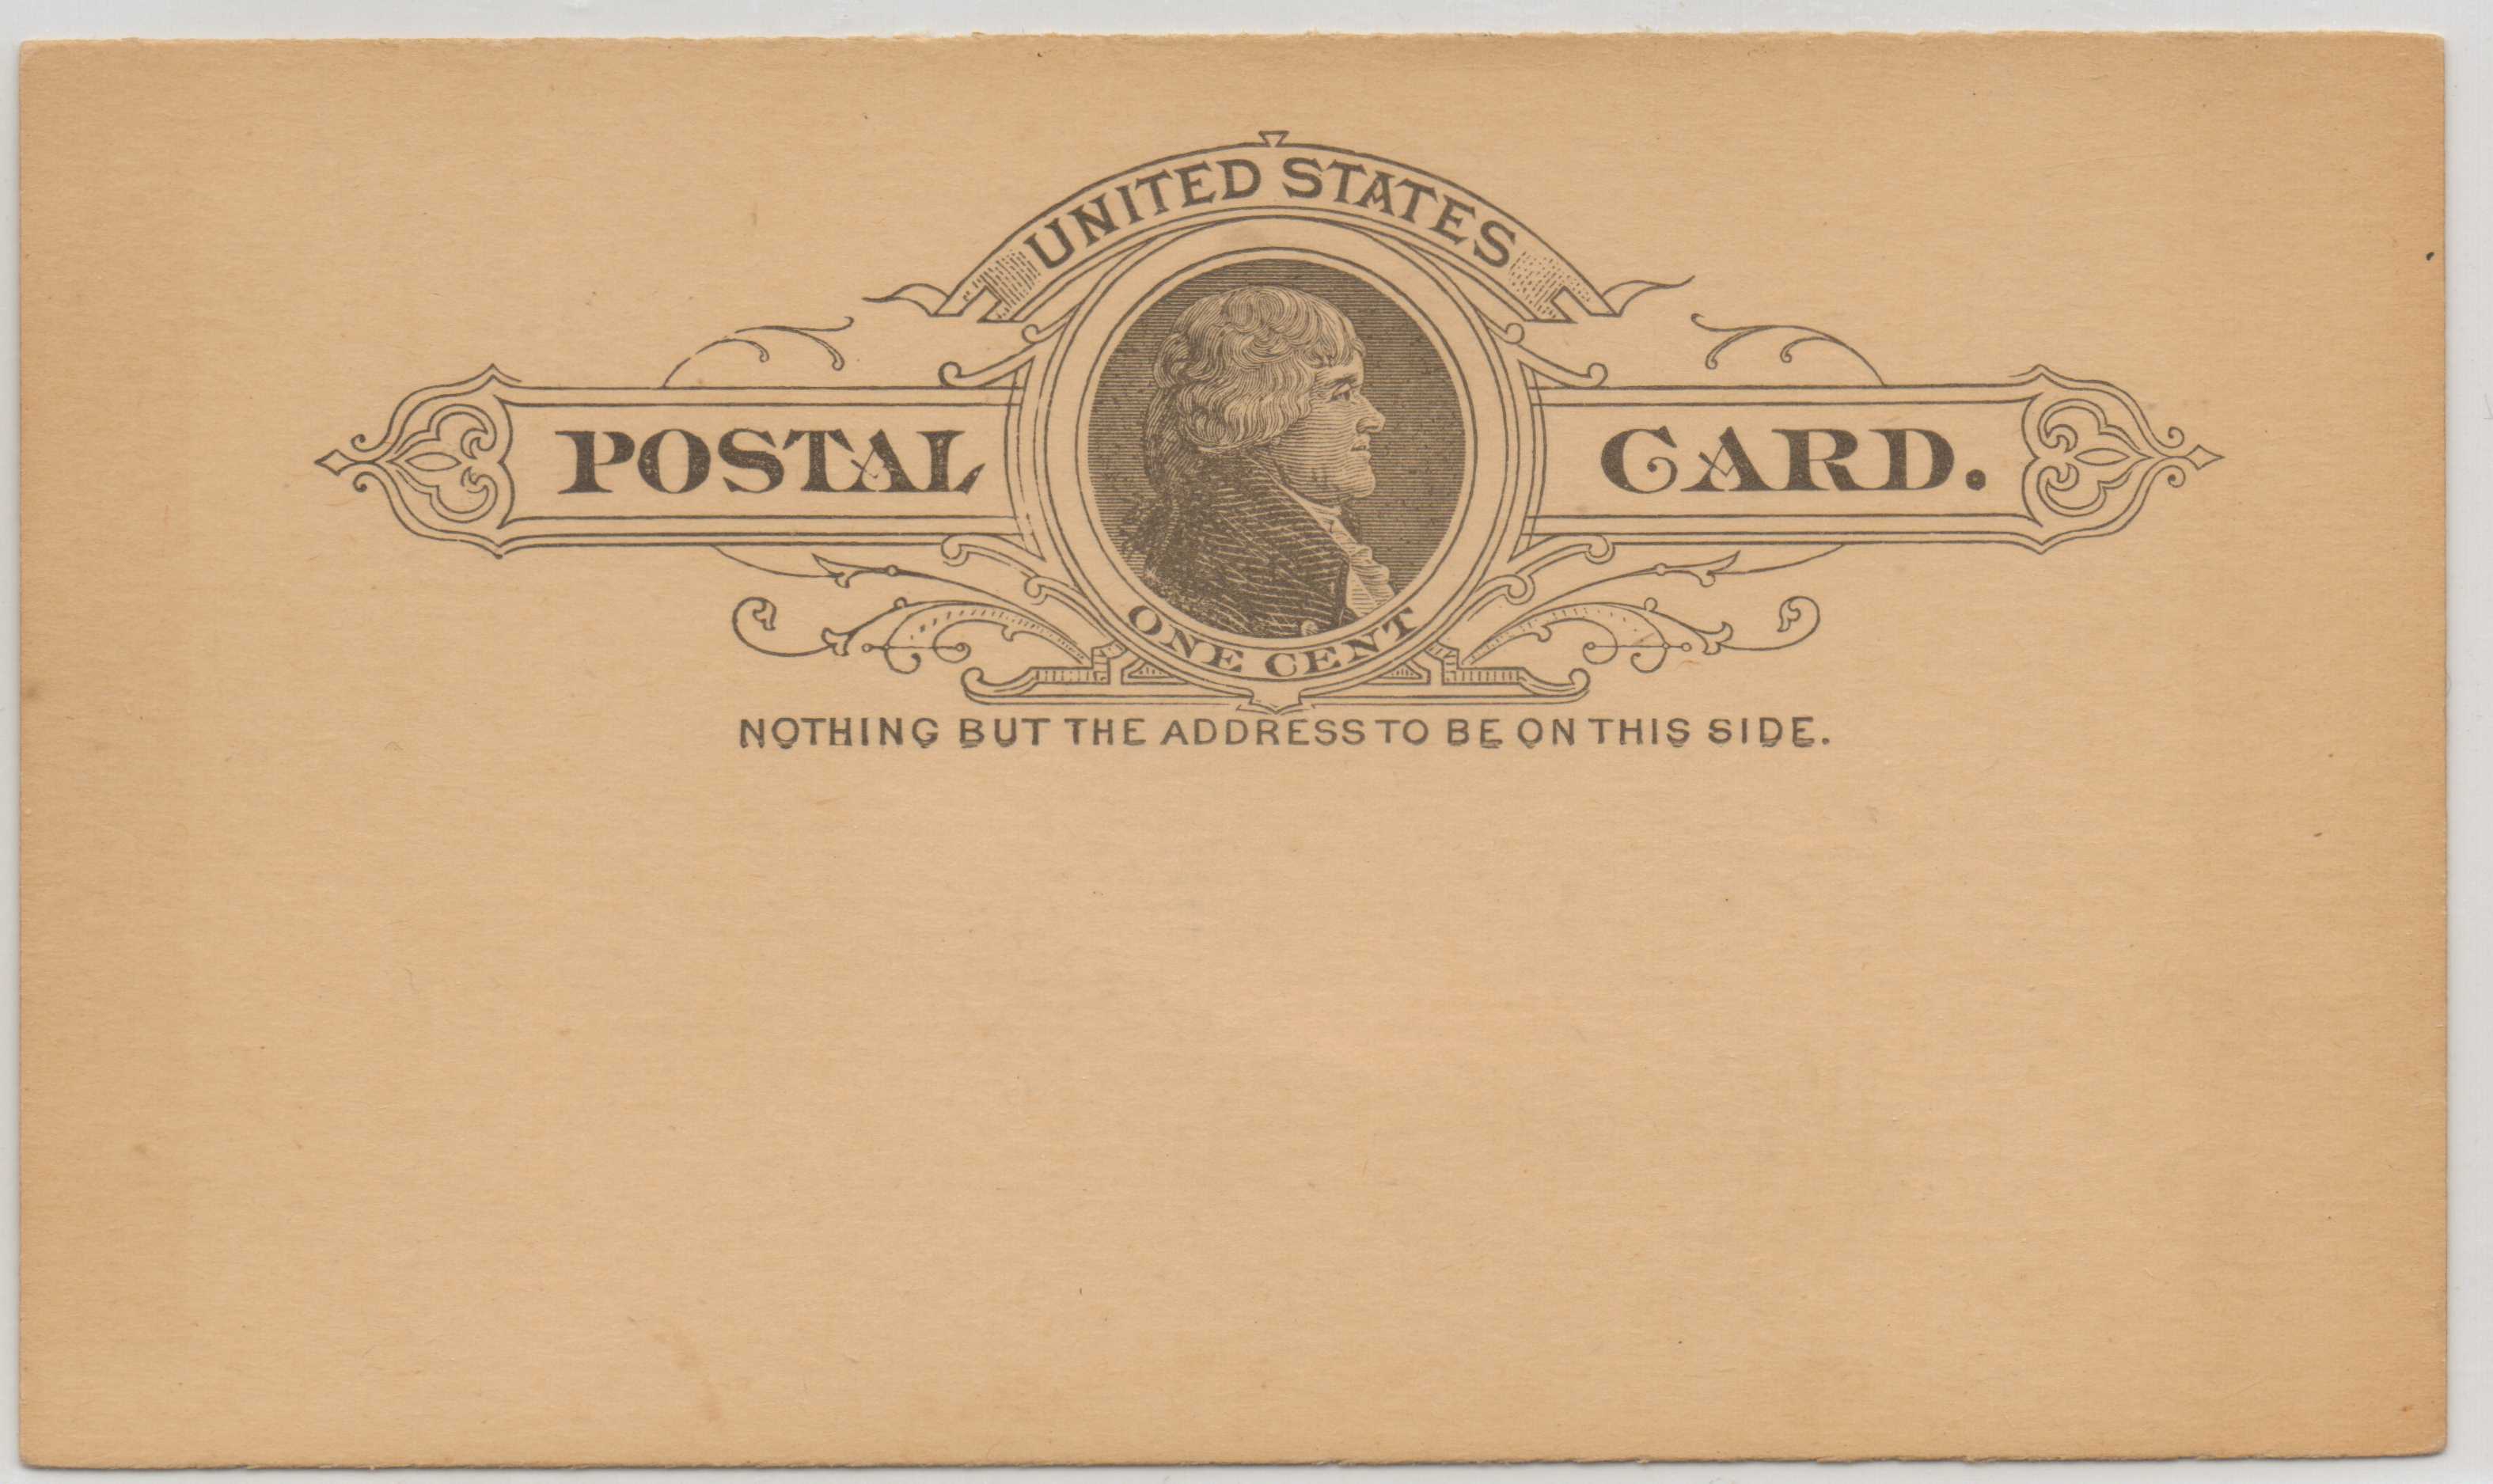 UNITED STATES
POSTAL CARD.
ONE CENT
NOTHING BUT THE ADDRESS TO BE ON THIS SIDE.